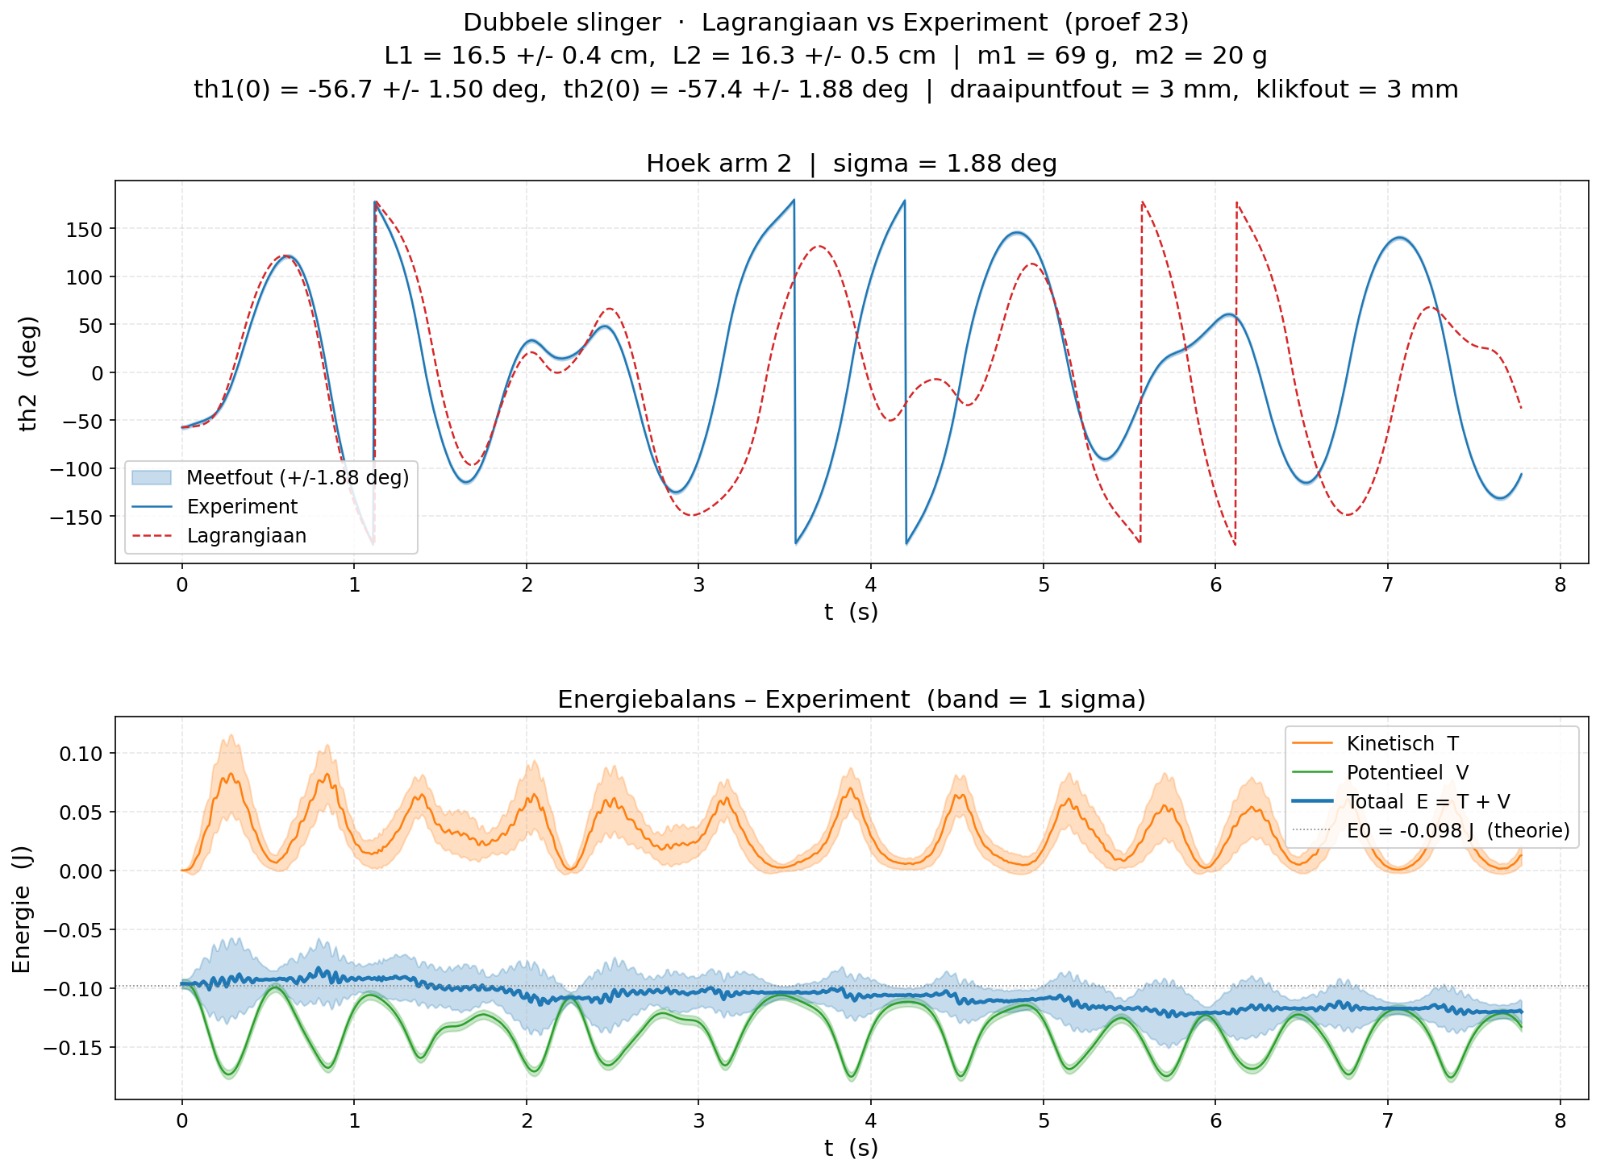 Dubbele slinger · Lagrangiaan vs Experiment (proef 23)
L1 = 16.5 +/- 0.4 cm, L2 = 16.3 +/- 0.5 cm | m1 = 69 g, m2 = 20 g
th1(0) = -56.7 +/- 1.50 deg, th2(0) = -57.4 +/- 1.88 deg | draaipuntfout = 3 mm, klikfout = 3 mm
Hoek arm 2 | sigma = 1.88 deg
th2 (deg)
150
100
50
0
−50
−100
−150
Meetfout (+/-1.88 deg)
Experiment
Lagrangiaan
0 1 2 3 4 5 6 7 8
t (s)
Energiebalans – Experiment (band = 1 sigma)
Energie (J)
0.10
0.05
0.00
−0.05
−0.10
−0.15
Kinetisch T
Potentieel V
Totaal E = T + V
E0 = -0.098 J (theorie)
0 1 2 3 4 5 6 7 8
t (s)